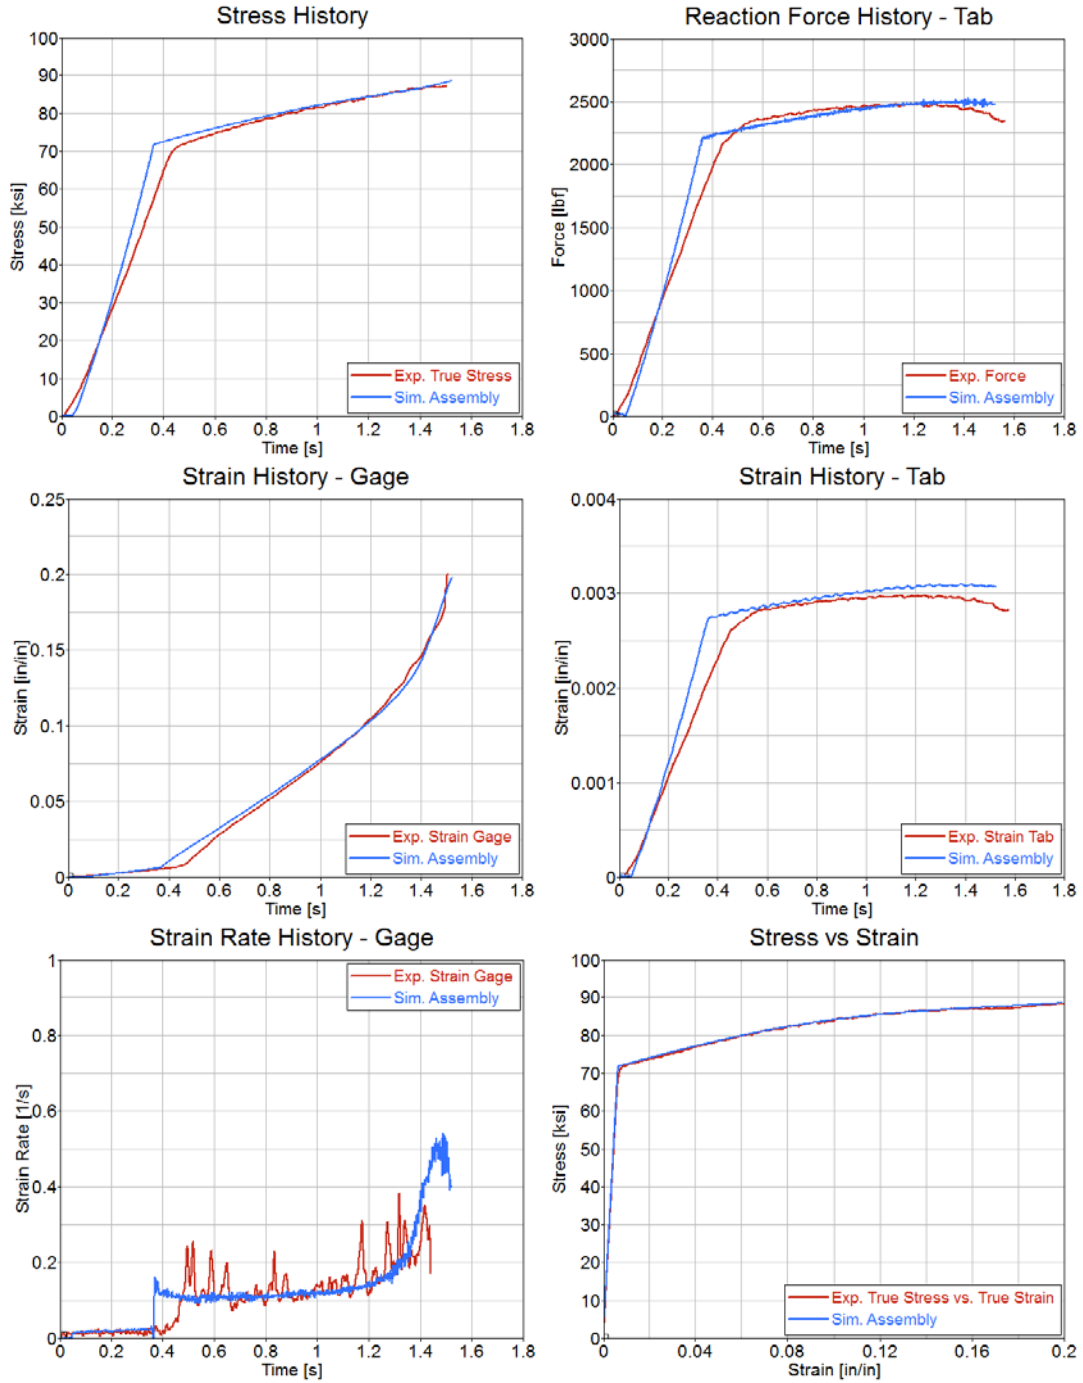 Stress History
100
90
80
70
60
50
40
30
20
10
0
Stress [ksi]
0 0.2 0.4 0.6 0.8 1 1.2 1.4 1.6 1.8
Time [s]
Exp. True Stress
Sim. Assembly
Reaction Force History - Tab
3000
2500
2000
1500
1000
500
0
Force [lbf]
0 0.2 0.4 0.6 0.8 1 1.2 1.4 1.6 1.8
Time [s]
Exp. Force
Sim. Assembly
Strain History - Gage
0.25
0.2
0.15
0.1
0.05
0
Strain [in/in]
0 0.2 0.4 0.6 0.8 1 1.2 1.4 1.6 1.8
Time [s]
Exp. Strain Gage
Sim. Assembly
Strain History - Tab
0.004
0.003
0.002
0.001
0
Strain [in/in]
0 0.2 0.4 0.6 0.8 1 1.2 1.4 1.6 1.8
Time [s]
Exp. Strain Tab
Sim. Assembly
Strain Rate History - Gage
1
0.8
0.6
0.4
0.2
0
Strain Rate [1/s]
0 0.2 0.4 0.6 0.8 1 1.2 1.4 1.6 1.8
Time [s]
Exp. Strain Gage
Sim. Assembly
Stress vs Strain
100
90
80
70
60
50
40
30
20
10
0
Stress [ksi]
0 0.04 0.08 0.12 0.16 0.2
Strain [in/in]
Exp. True Stress vs. True Strain
Sim. Assembly